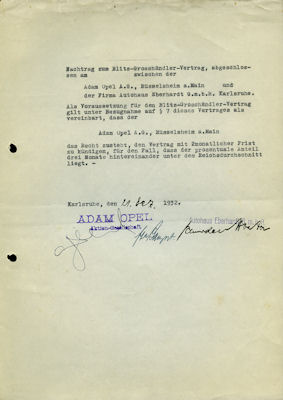 Nachtrag zum Blitz-Grosshändler-Vertrag, abgeschlos-
sen am zwischen der
Adam Opel A.G., Rüsselsheim a.Main und
der Firma Autohaus Eberhardt G.m.b.H, Karlsruhe.
Als Voraussetzung für den Blitz-Grosshändler-Vertrag
gilt unter Bezugnahme auf § 7 dieses Vertrages als
vereinbart, dass der
Adam Opel A.G., Rüsselsheim a.Main
das Recht zusteht, den Vertrag mit 2monatlicher Frist
zu kündigen, für den Fall, dass der prozentuale Anteil
drei Monate hintereinander unter dem Reichsdurchschnitt
liegt. -
Karlsruhe, den 1932.
ADAM OPEL
Aktien-Gesellschaft
Autohaus Eberhardt G.m.b.H.